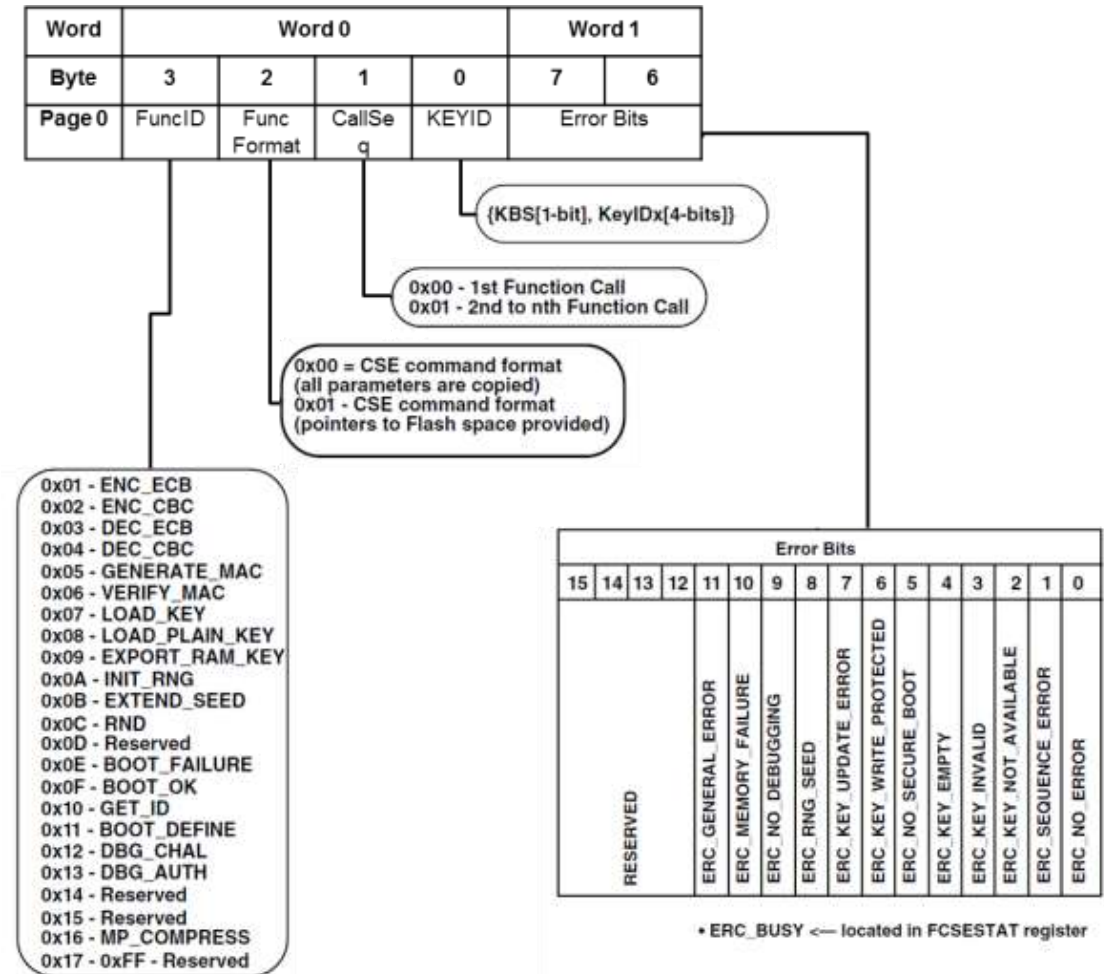 Word Word 0 Word 1
Byte 3 2 1 0 7 6
Page 0 FuncID Func Format CallSe q KEYID Error Bits
{KBS[1-bit], KeyIDx[4-bits]}
0x00 - 1st Function Call
0x01 - 2nd to nth Function Call
0x00 = CSE command format
(all parameters are copied)
0x01 - CSE command format
(pointers to Flash space provided)
0x01 - ENC_ECB
0x02 - ENC_CBC
0x03 - DEC_ECB
0x04 - DEC_CBC
0x05 - GENERATE_MAC
0x06 - VERIFY_MAC
0x07 - LOAD_KEY
0x08 - LOAD_PLAIN_KEY
0x09 - EXPORT_RAM_KEY
0x0A - INIT_RNG
0x0B - EXTEND_SEED
0x0C - RND
0x0D - Reserved
0x0E - BOOT_FAILURE
0x0F - BOOT_OK
0x10 - GET_ID
0x11 - BOOT_DEFINE
0x12 - DBG_CHAL
0x13 - DBG_AUTH
0x14 - Reserved
0x15 - Reserved
0x16 - MP_COMPRESS
0x17 - 0xFF - Reserved
Error Bits
15 14 13 12 11 10 9 8 7 6 5 4 3 2 1 0
RESERVED
ERC_GENERAL_ERROR
ERC_MEMORY_FAILURE
ERC_NO_DEBUGGING
ERC_RNG_SEED
ERC_KEY_UPDATE_ERROR
ERC_KEY_WRITE_PROTECTED
ERC_NO_SECURE_BOOT
ERC_KEY_EMPTY
ERC_KEY_INVALID
ERC_KEY_NOT_AVAILABLE
ERC_SEQUENCE_ERROR
ERC_NO_ERROR
• ERC_BUSY <— located in FCSESTAT register